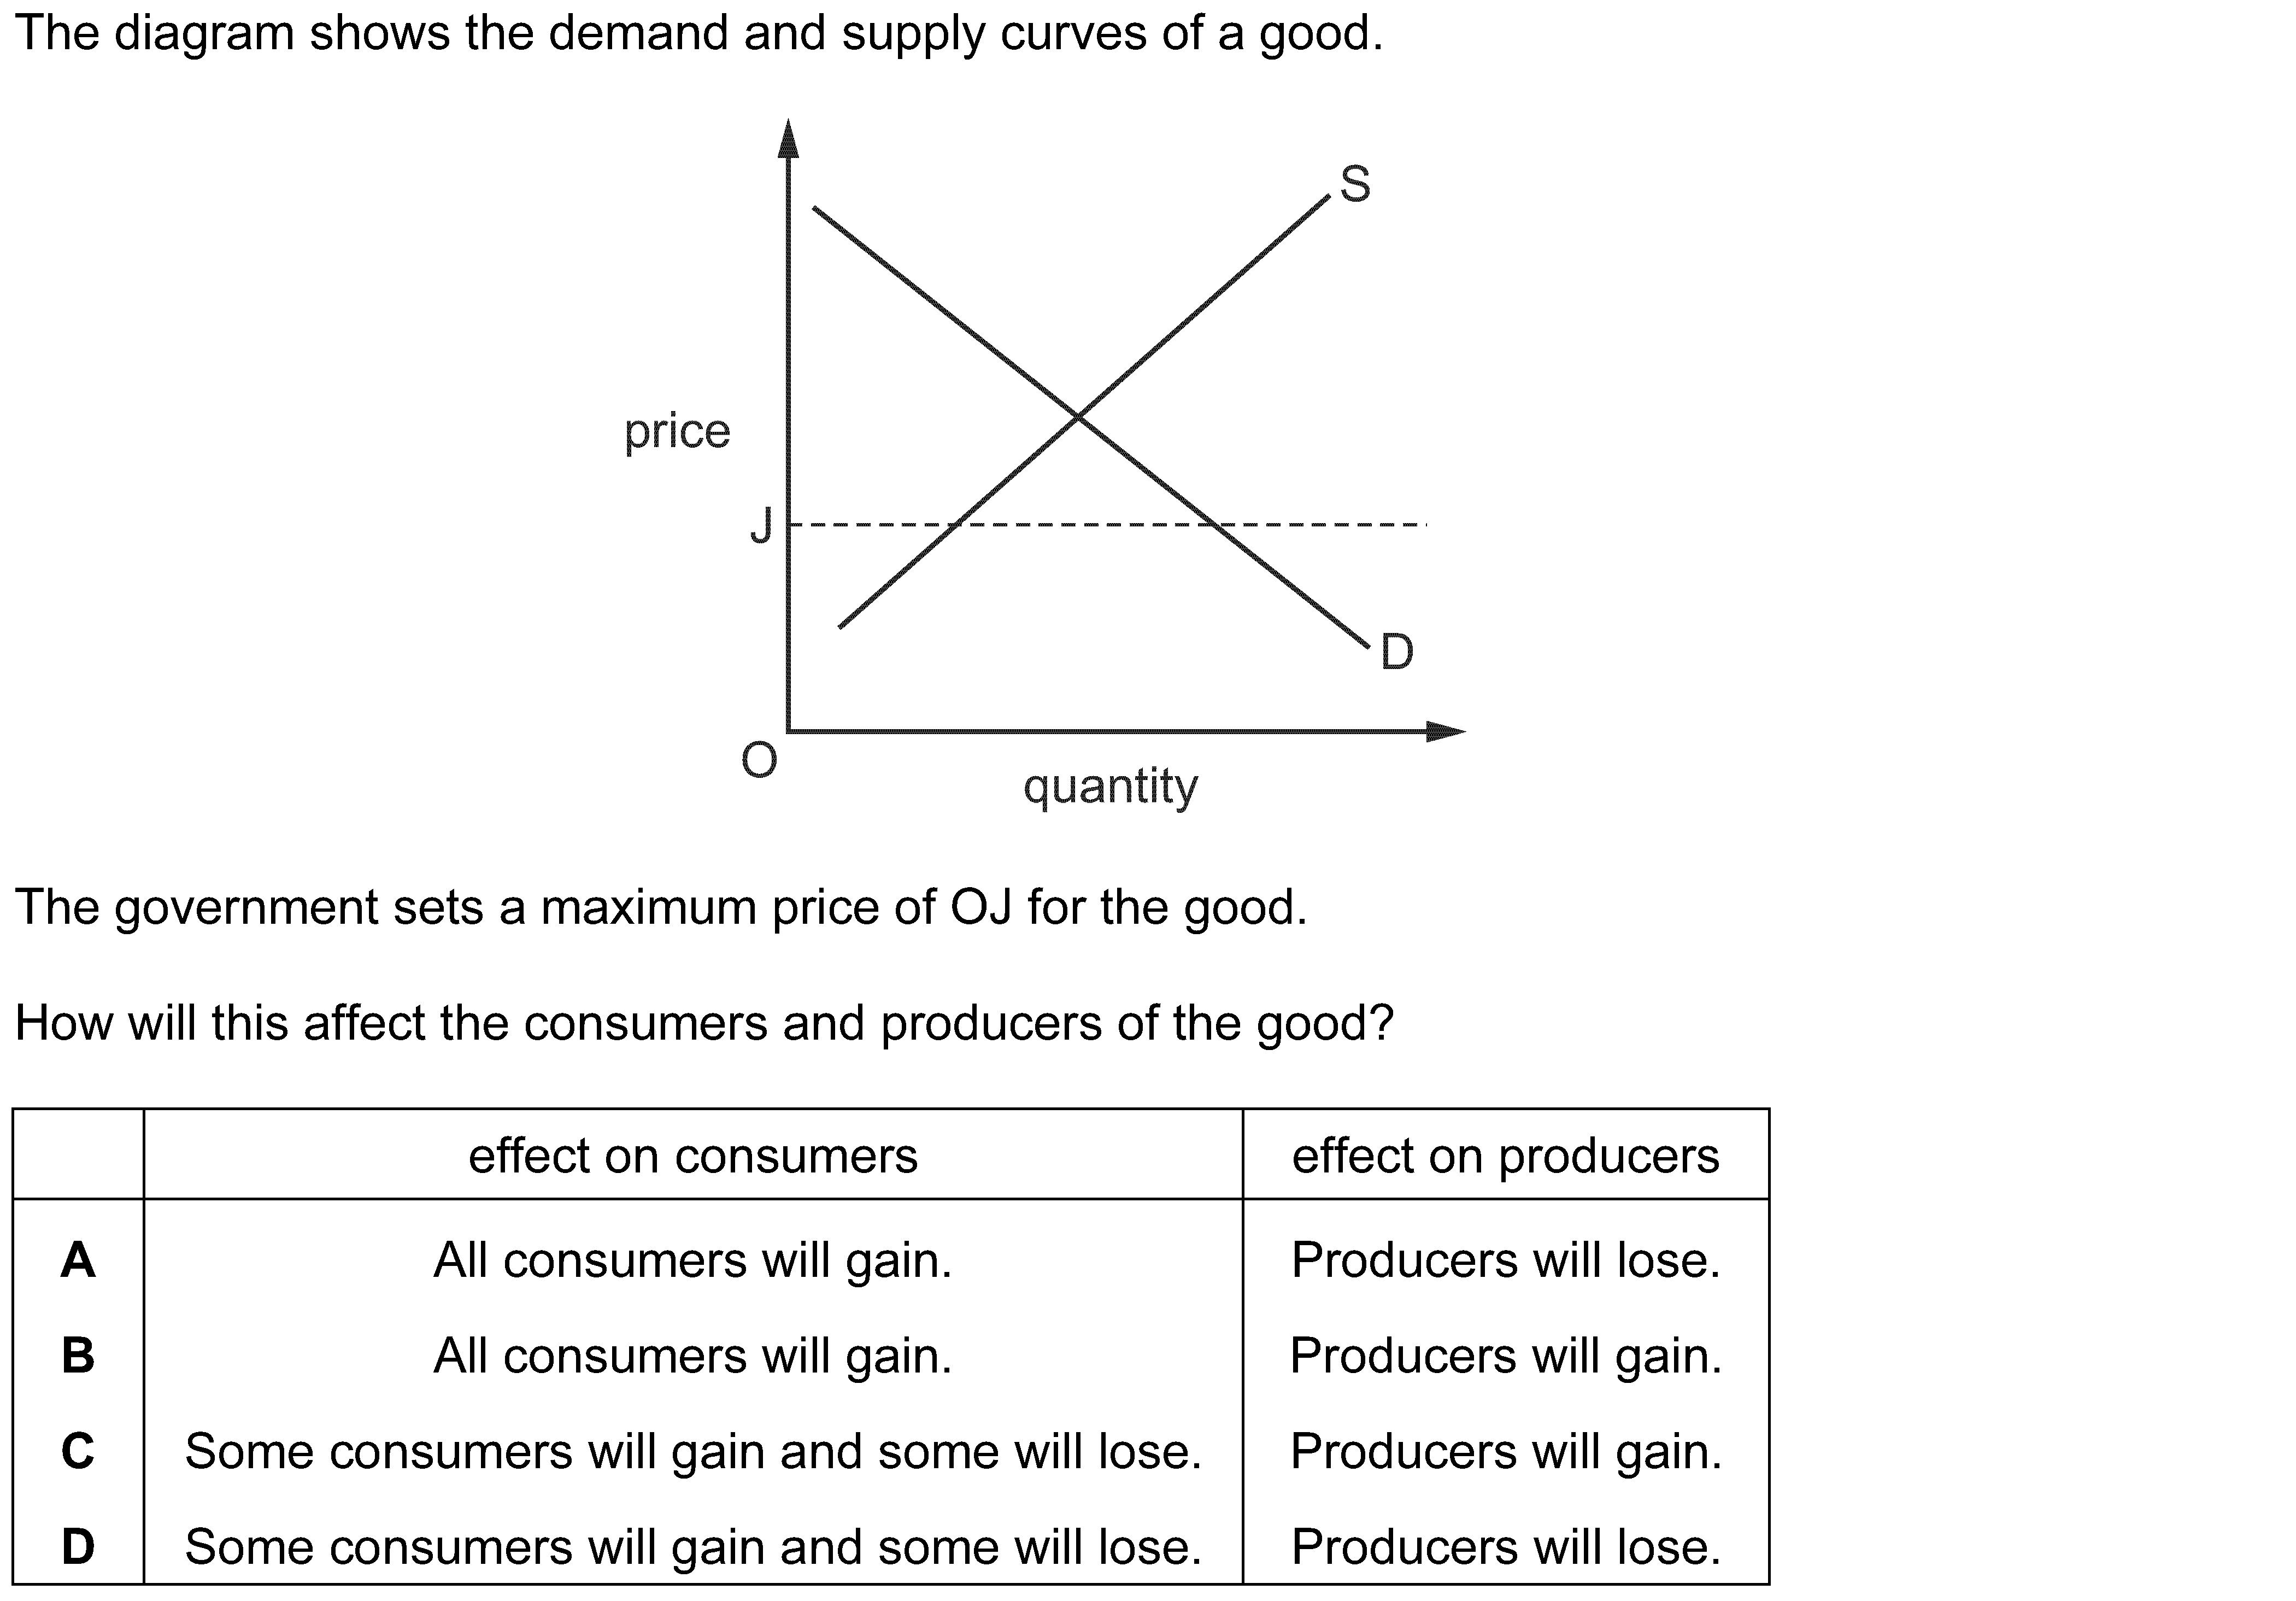 The diagram shows the demand and supply curves of a good.
S
price
J
D
O
quantity
The government sets a maximum price of OJ for the good.
How will this affect the consumers and producers of the good?
effect on consumers effect on producers
A All consumers will gain. Producers will lose.
B All consumers will gain. Producers will gain.
C Some consumers will gain and some will lose. Producers will gain.
D Some consumers will gain and some will lose. Producers will lose.